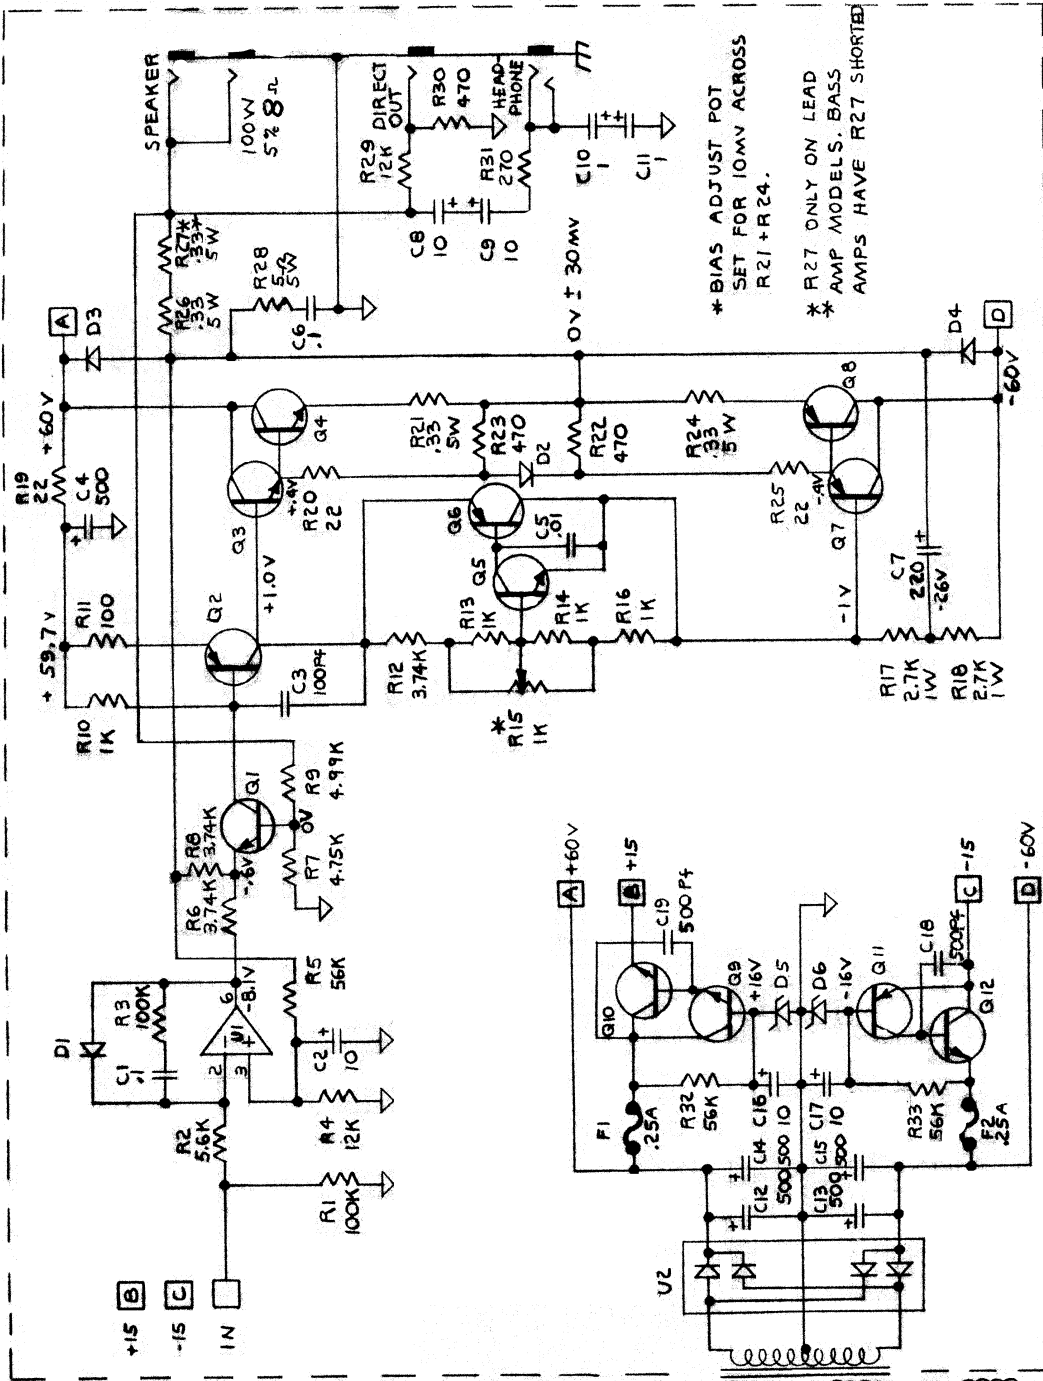 +15 B
-15 C
IN
R1
100K
R2
5.6K
R4
12K
C1
.1
R3
100K
D1
2
3
6
U1
-8.1V
C2
10
R5
56K
R6
3.74K
R8
3.74K
-.6V
Q1
0V
R7
4.75K
R9
4.99K
R10
1K
R11
100
+ 59.7V
R19
22
+60V
C4
500
A
D3
Q2
C3
100Pf
+1.0V
Q3
+.4V
Q4
R20
22
R12
3.74K
R13
1K
R14
1K
*
R15
1K
R16
1K
Q5
Q6
C5
.01
R21
.33
5W
R23
470
D2
R22
470
R24
.33
5W
R25
22
-.4V
Q7
Q8
-1V
R17
2.7K
1W
R18
2.7K
1W
C7
220
-26V
D4
D
-60V
0V ± 30MV
R26
.33
5W
R27*
.33*
5W
R28
5W
C6
.1
SPEAKER
100W
5% 8Ω
DIRECT
OUT
R29
12K
R30
470
HEAD-
PHONE
R31
270
C8
10
C9
10
C10
1
C11
1
* BIAS ADJUST POT
SET FOR 10MV ACROSS
R21 + R24.
* R27 ONLY ON LEAD
* AMP MODELS. BASS
AMPS HAVE R27 SHORTED
U2
C12
500
C14
500
C13
500
C15
500
C16
10
C17
10
F1
.25A
F2
.25A
R32
56K
R33
56K
Q10
Q9
+16V
D5
D6
-16V
Q11
Q12
C19
500Pf
C18
500Pf
A +60V
B +15
C -15
D -60V